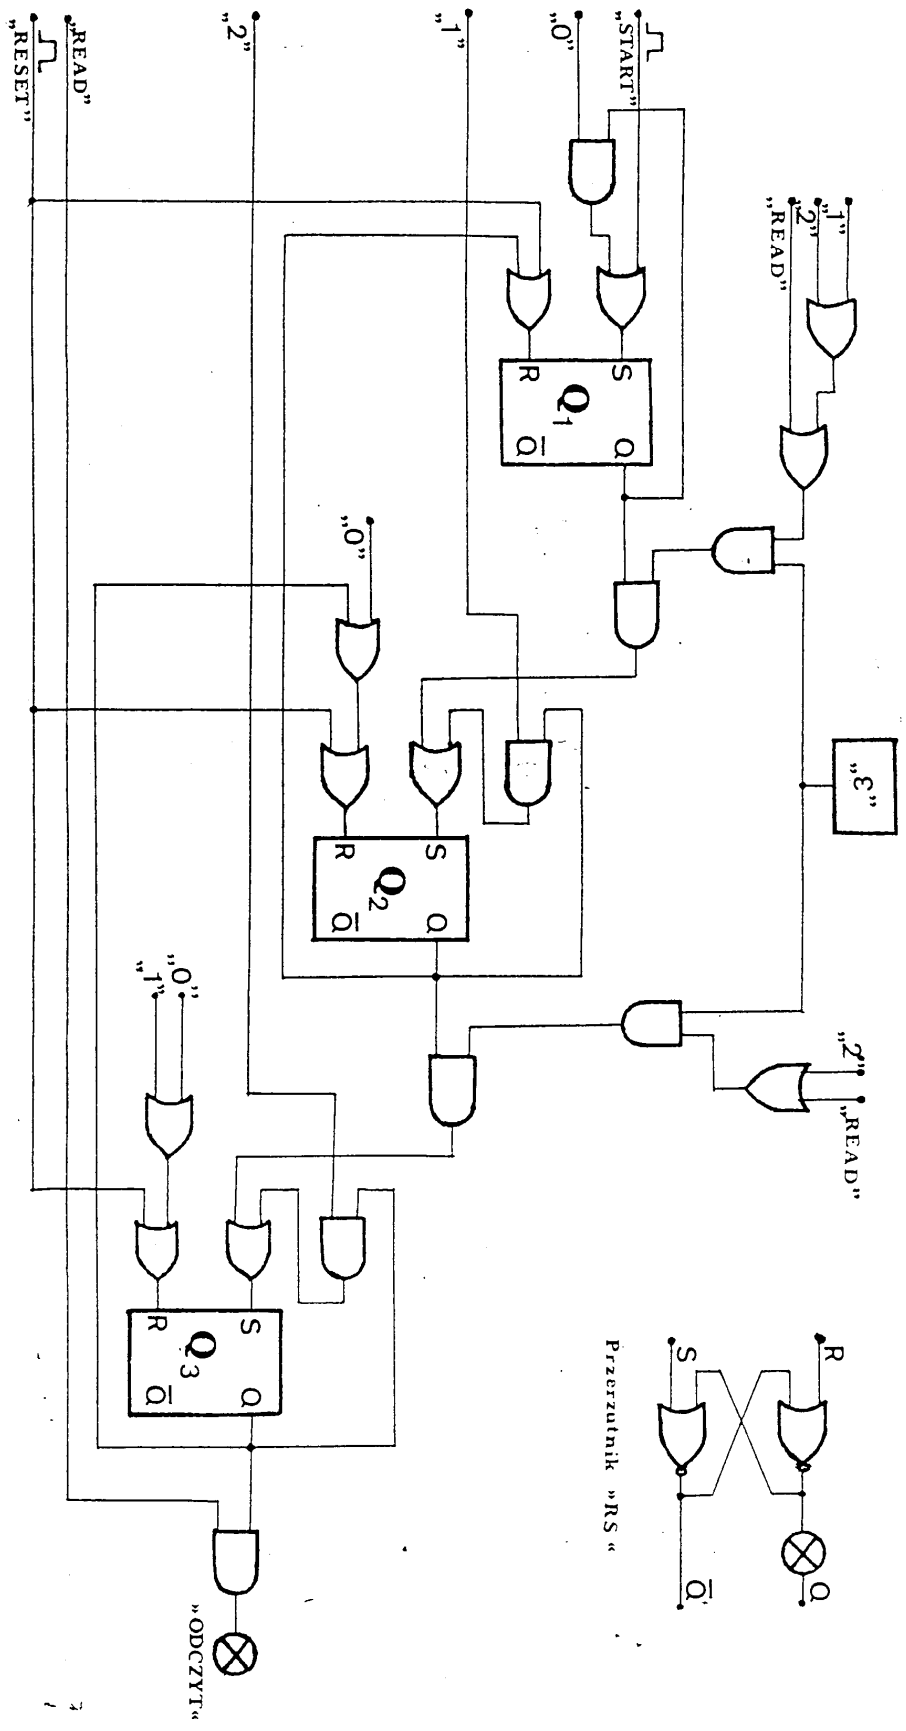 „1”
„2”
„READ”
„ε”
„2”
„READ”
R
Q
S
Q̅
Przerzutnik »RS«
„START”
„0”
S
Q
Q₁
R
Q̅
„1”
S
Q
Q₂
R
Q̅
„0”
„2”
S
Q
Q₃
R
Q̅
„0”
„1”
„READ”
„RESET”
»ODCZYT«